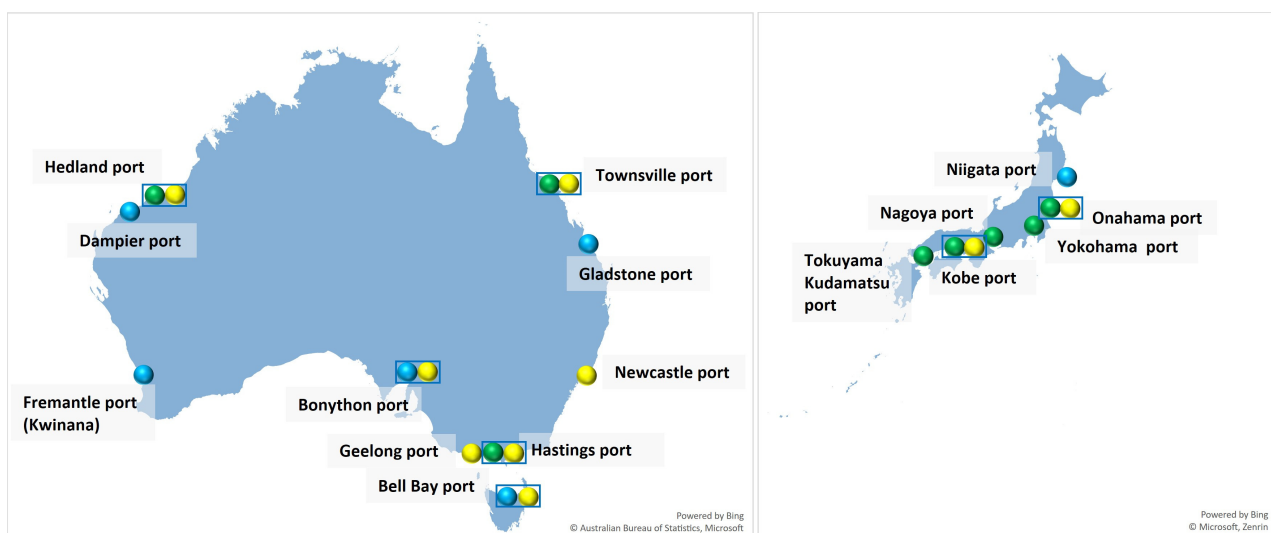 Hedland port
Townsville port
Dampier port
Gladstone port
Fremantle port
(Kwinana)
Bonython port
Newcastle port
Geelong port
Hastings port
Bell Bay port
Powered by Bing
© Australian Bureau of Statistics, Microsoft
Niigata port
Nagoya port
Onahama port
Yokohama  port
Tokuyama
Kudamatsu
port
Kobe port
Powered by Bing
© Microsoft, Zenrin